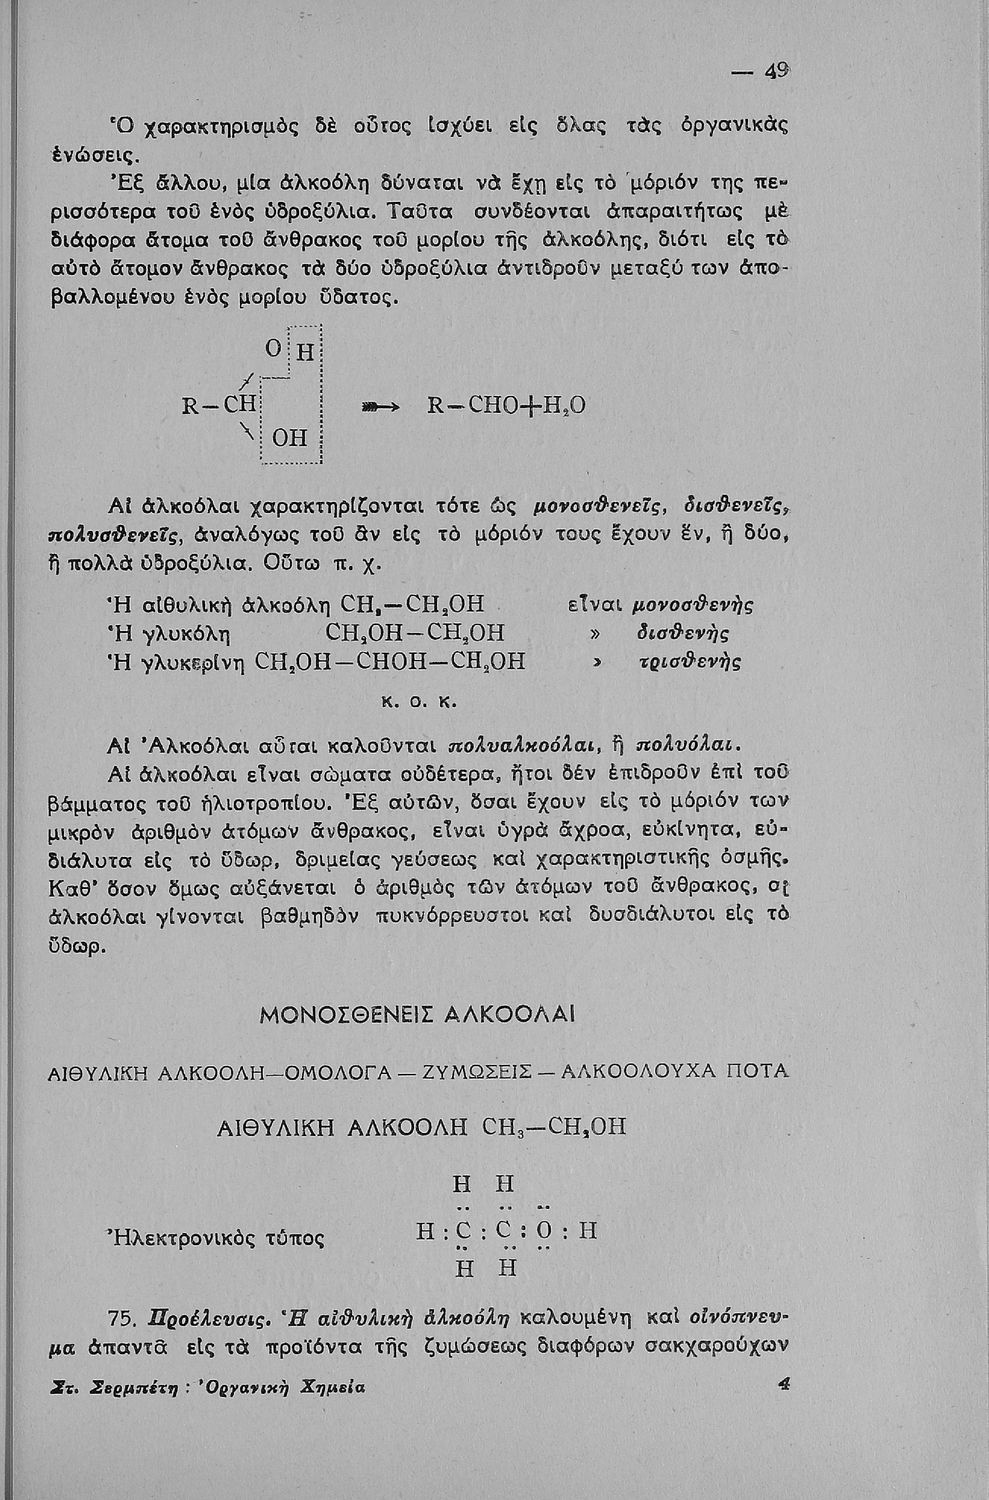 — 49
Ὁ χαρακτηρισμὸς δὲ οὗτος ἰσχύει εἰς ὅλας τὰς ὀργανικὰς
ἑνώσεις.
Ἐξ ἄλλου, μία ἀλκοόλη δύναται νὰ ἔχῃ εἰς τὸ μόριόν της πε-
ρισσότερα τοῦ ἑνὸς ὑδροξύλια. Ταῦτα συνδέονται ἀπαραιτήτως μὲ
διάφορα ἄτομα τοῦ ἄνθρακος τοῦ μορίου τῆς ἀλκοόλης, διότι εἰς τὸ
αὐτὸ ἄτομον ἄνθρακος τὰ δύο ὑδροξύλια ἀντιδροῦν μεταξύ των ἀπο-
βαλλομένου ἑνὸς μορίου ὕδατος.
O H
R—CH ➳ R—CHO+H₂O
OH
Αἱ ἀλκοόλαι χαρακτηρίζονται τότε ὡς μονοσθενεῖς, δισθενεῖς,
πολυσθενεῖς, ἀναλόγως τοῦ ἂν εἰς τὸ μόριόν τους ἔχουν ἕν, ἢ δύο,
ἢ πολλὰ ὑδροξύλια. Οὕτω π. χ.
Ἡ αἰθυλικὴ ἀλκοόλη CH₃—CH₂OH εἶναι μονοσθενὴς
Ἡ γλυκόλη CH₂OH—CH₂OH » δισθενὴς
Ἡ γλυκερίνη CH₂OH—CHOH—CH₂OH » τρισθενὴς
κ. ο. κ.
Αἱ Ἀλκοόλαι αὗται καλοῦνται πολυαλκοόλαι, ἢ πολυόλαι.
Αἱ ἀλκοόλαι εἶναι σώματα οὐδέτερα, ἤτοι δέν ἐπιδροῦν ἐπὶ τοῦ
βάμματος τοῦ ἡλιοτροπίου. Ἐξ αὐτῶν, ὅσαι ἔχουν εἰς τὸ μόριόν των
μικρὸν ἀριθμὸν ἀτόμων ἄνθρακος, εἶναι ὑγρὰ ἄχροα, εὐκίνητα, εὐ-
διάλυτα εἰς τὸ ὕδωρ, δριμείας γεύσεως καὶ χαρακτηριστικῆς ὀσμῆς.
Καθ' ὅσον ὅμως αὐξάνεται ὁ ἀριθμὸς τῶν ἀτόμων τοῦ ἄνθρακος, αἱ
ἀλκοόλαι γίνονται βαθμηδὸν πυκνόρρευστοι καὶ δυσδιάλυτοι εἰς τὸ
ὕδωρ.
ΜΟΝΟΣΘΕΝΕΙΣ ΑΛΚΟΟΛΑΙ
ΑΙΘΥΛΙΚΗ ΑΛΚΟΟΛΗ—ΟΜΟΛΟΓΑ — ΖΥΜΩΣΕΙΣ — ΑΛΚΟΟΛΟΥΧΑ ΠΟΤΑ
ΑΙΘΥΛΙΚΗ ΑΛΚΟΟΛΗ CH₃—CH₂OH
H H
Ἠλεκτρονικὸς τύπος H : C : C : O : H
H H
75. Προέλευσις. Ἡ αἰθυλικὴ ἀλκοόλη καλουμένη καὶ οἰνόπνευ-
μα ἀπαντᾶ εἰς τὰ προϊόντα τῆς ζυμώσεως διαφόρων σακχαρούχων
Στ. Σερμπέτη : Ὀργανικὴ Χημεία 4